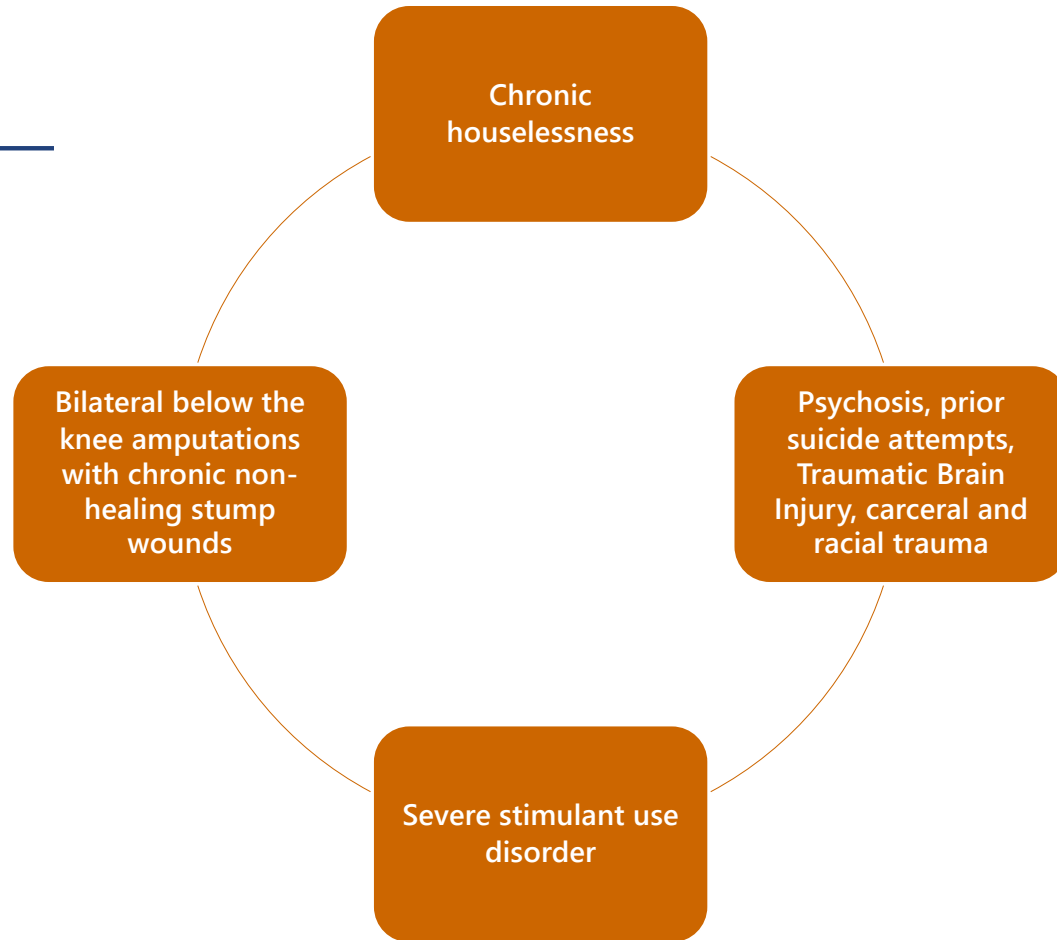 Chronic
houselessness
Bilateral below the
knee amputations
with chronic non-
healing stump
wounds
Psychosis, prior
suicide attempts,
Traumatic Brain
Injury, carceral and
racial trauma
Severe stimulant use
disorder